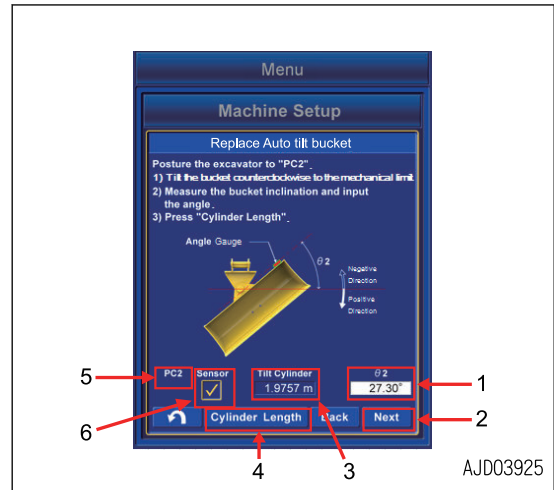 Menu
Machine Setup
Replace Auto tilt bucket
Posture the excavator to "PC2".
1) Tilt the bucket counterclockwise to the mechanical limit
2) Measure the bucket inclination and input
the angle.
3) Press "Cylinder Length".
Angle Gauge
θ2
Negative
Direction
Positive
Direction
PC2 Sensor Tilt Cylinder θ2
1.9757 m 27.30°
Cylinder Length Back Next
5
6
4
3
1
2
AJD03925